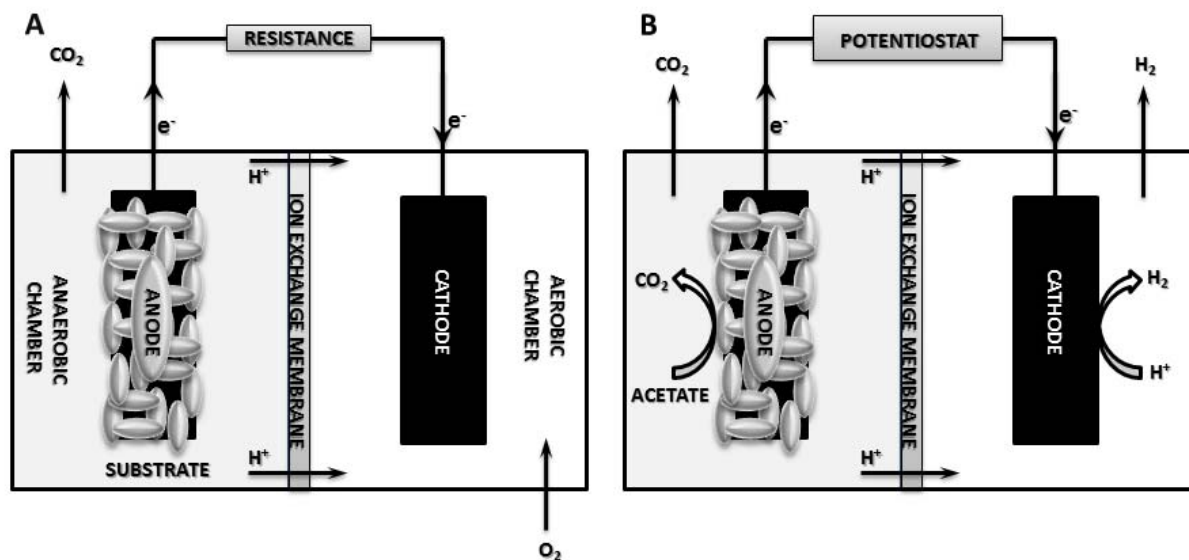 A
RESISTANCE
CO₂
e⁻
e⁻
H⁺
ANAEROBIC
CHAMBER
ANODE
ION EXCHANGE MEMBRANE
CATHODE
AEROBIC
CHAMBER
SUBSTRATE
H⁺
O₂
B
POTENTIOSTAT
CO₂
H₂
e⁻
e⁻
H⁺
CO₂
ANODE
ACETATE
ION EXCHANGE MEMBRANE
CATHODE
H₂
H⁺
H⁺